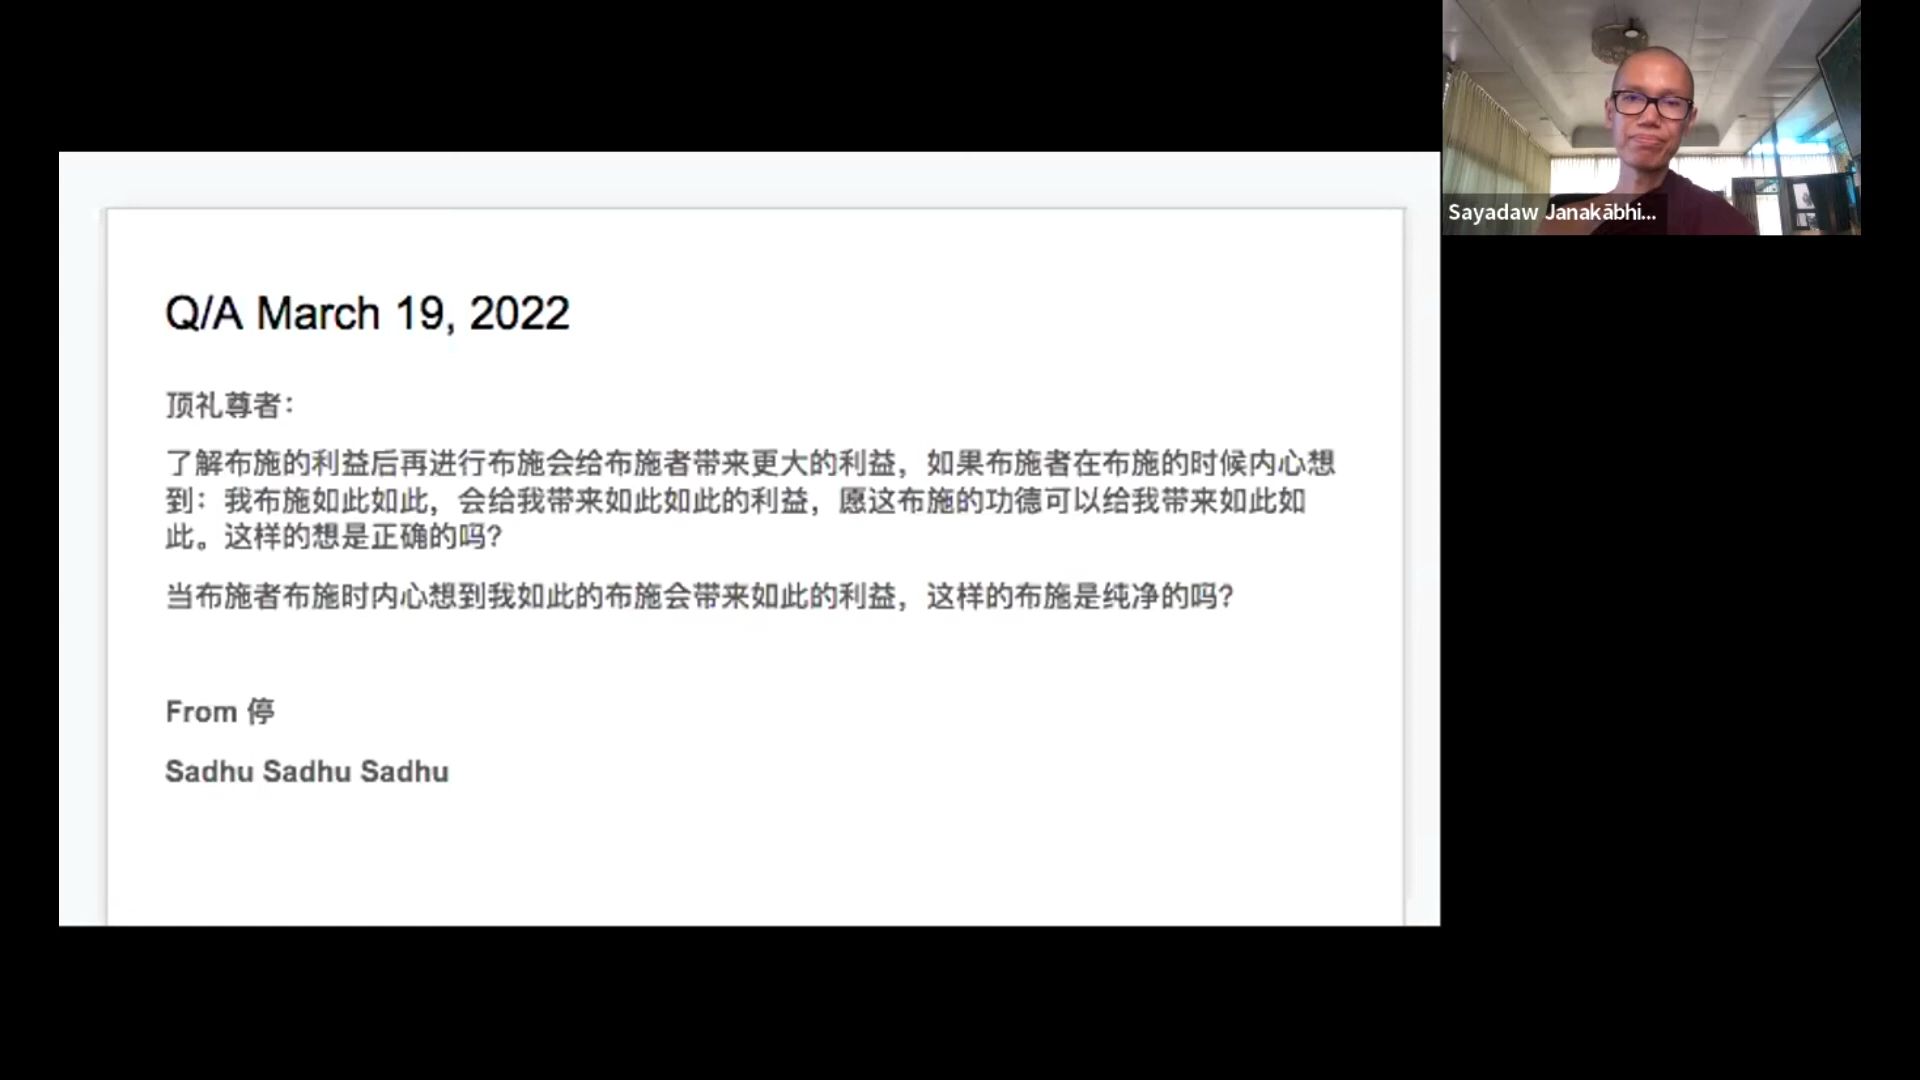 Sayadaw Janakābhi...
Q/A March 19, 2022
顶礼尊者：
了解布施的利益后再进行布施会给布施者带来更大的利益，如果布施者在布施的时候内心想
到：我布施如此如此，会给我带来如此如此的利益，愿这布施的功德可以给我带来如此如
此。这样的想是正确的吗？
当布施者布施时内心想到我如此的布施会带来如此的利益，这样的布施是纯净的吗？
From 停
Sadhu Sadhu Sadhu